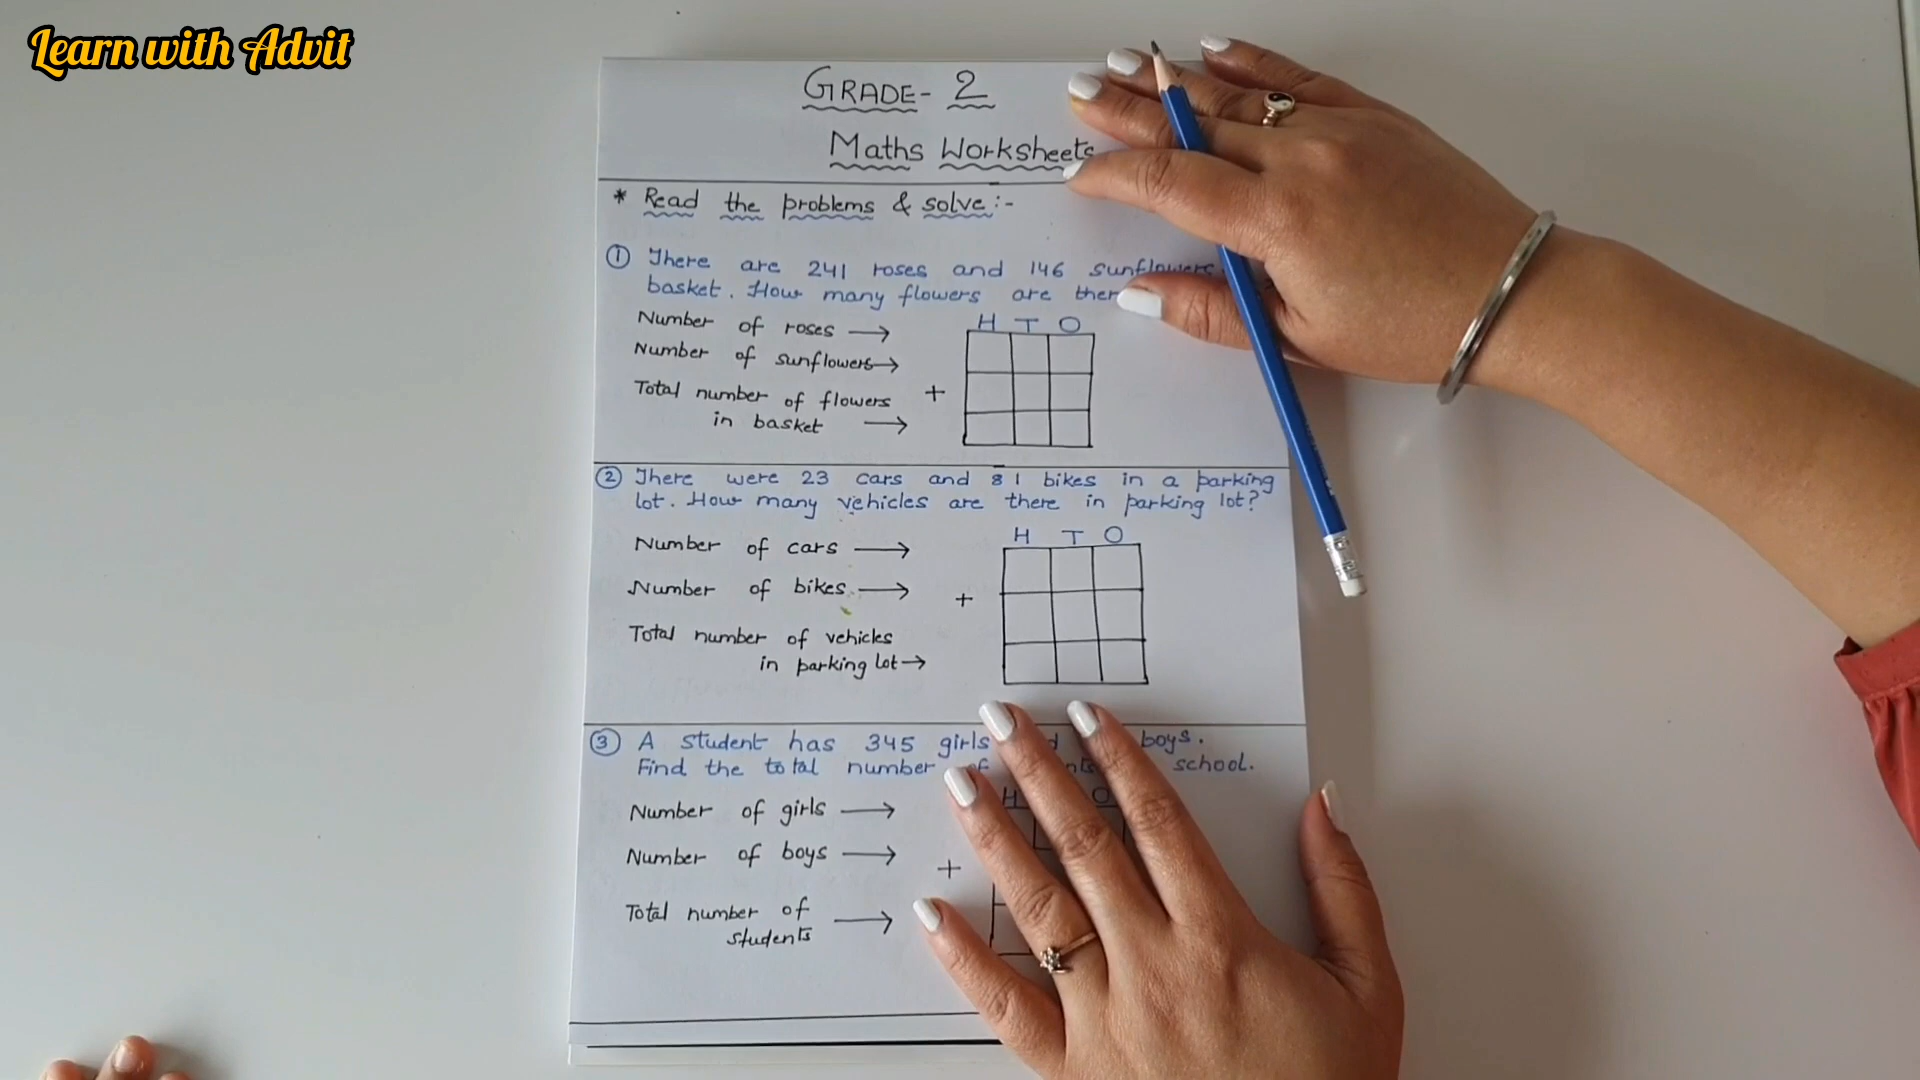 Learn with Advit
GRADE- 2
Maths Worksheets
* Read the problems & solve :-
① There are 241 roses and 146 sunflowers
basket. How many flowers are
Number of roses →
H T O
Number of sunflowers →
+
Total number of flowers
in basket →
② There were 23 cars and 81 bikes in a parking
lot. How many vehicles are there in parking lot?
H T O
Number of cars →
Number of bikes →
+
Total number of vehicles
in parking lot →
③ A student has 345 girls boys.
Find the total number of school.
H O
Number of girls →
Number of boys →
+
Total number of
students →